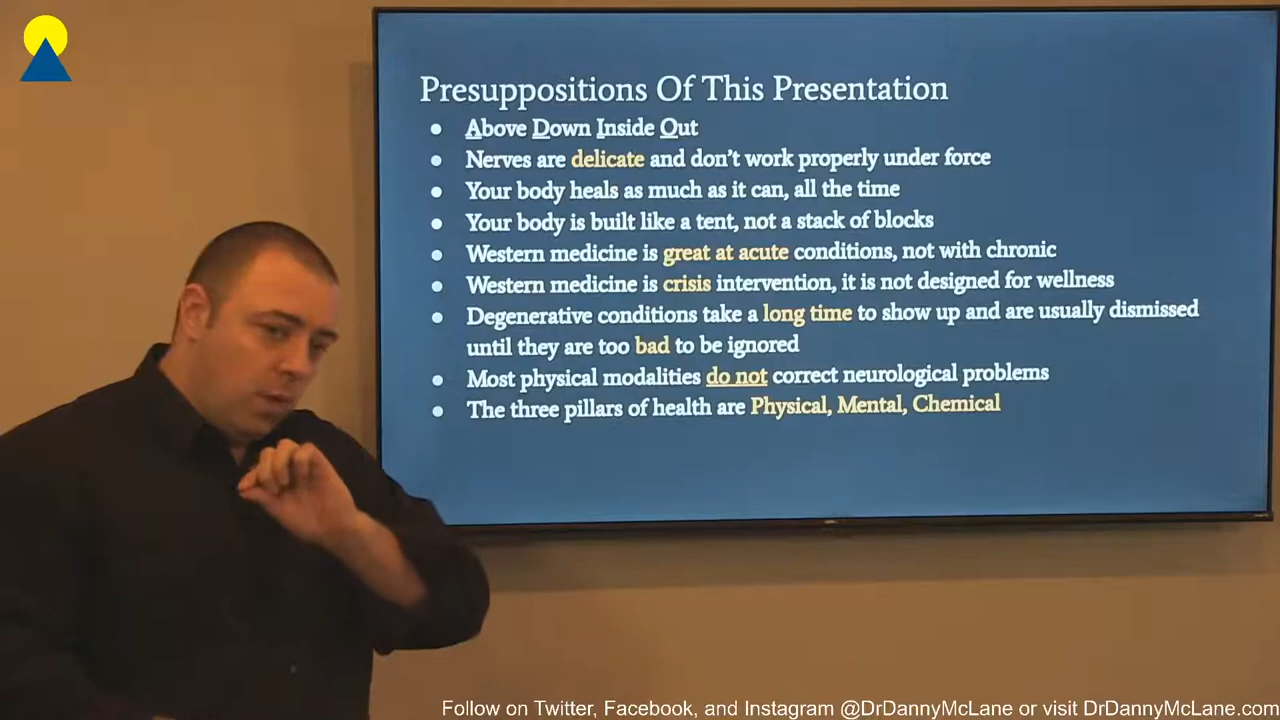 Presuppositions Of This Presentation
Above Down Inside Out
Nerves are delicate and don't work properly under force
Your body heals as much as it can, all the time
Your body is built like a tent, not a stack of blocks
Western medicine is great at acute conditions, not with chronic
Western medicine is crisis intervention, it is not designed for wellness
Degenerative conditions take a long time to show up and are usually dismissed
until they are too bad to be ignored
Most physical modalities do not correct neurological problems
The three pillars of health are Physical, Mental, Chemical
Follow on Twitter, Facebook, and Instagram @DrDannyMcLane or visit DrDannyMcLane.com